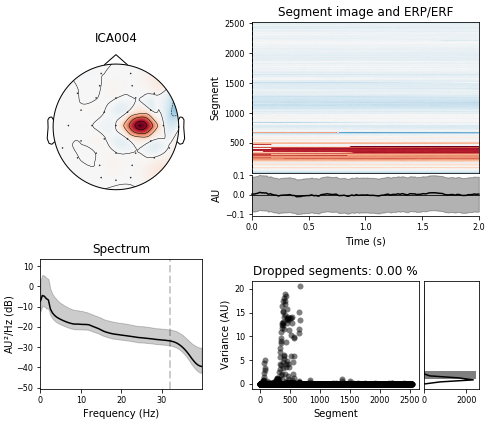 ICA004
Segment image and ERP/ERF
2500
2000
1500
1000
500
Segment
0.1
0.0
−0.1
AU
0.0 0.5 1.0 1.5 2.0
Time (s)
Spectrum
10
0
−10
−20
−30
−40
−50
AU²/Hz (dB)
0 10 20 30
Frequency (Hz)
Dropped segments: 0.00 %
20
15
10
5
0
Variance (AU)
0 500 1000 1500 2000 2500
Segment
0 2000